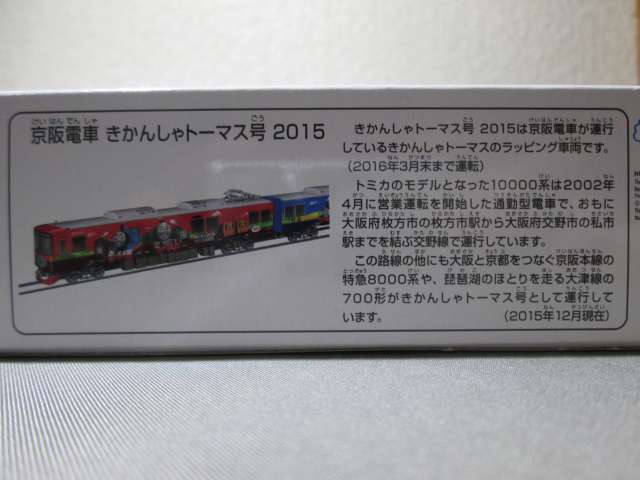 京阪電車 きかんしゃトーマス号 2015
きかんしゃトーマス号 2015は京阪電車が運行
しているきかんしゃトーマスのラッピング車両です。
（2016年3月末まで運転）
トミカのモデルとなった10000系は2002年
4月に営業運転を開始した通勤型電車で、おもに
大阪府枚方市の枚方市駅から大阪府交野市の私市
駅までを結ぶ交野線で運行しています。
この路線の他にも大阪と京都をつなぐ京阪本線の
特急8000系や、琵琶湖のほとりを走る大津線の
700形がきかんしゃトーマス号として運行して
います。（2015年12月現在）